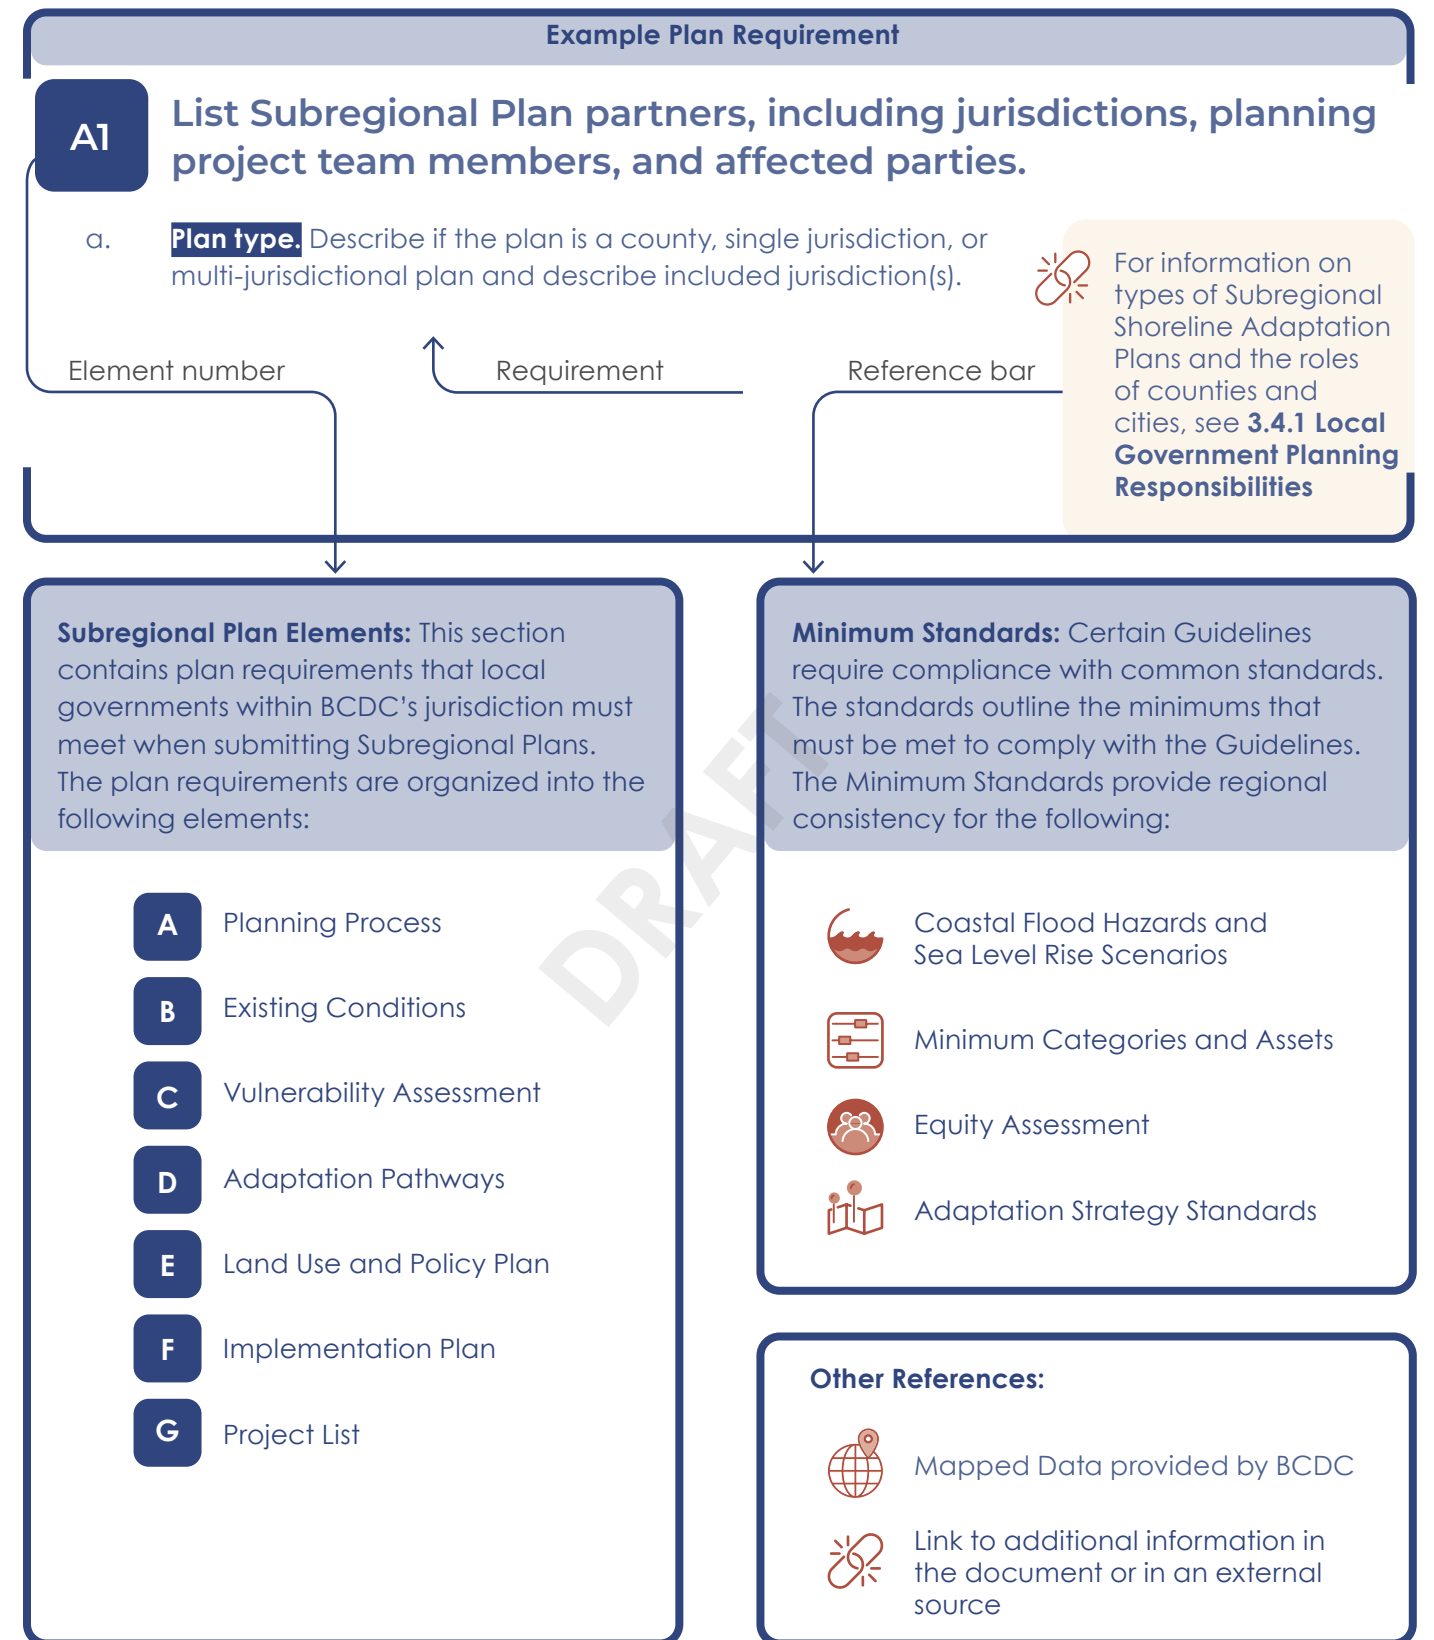 Example Plan Requirement
A1
List Subregional Plan partners, including jurisdictions, planning
project team members, and affected parties.
a.
Plan type. Describe if the plan is a county, single jurisdiction, or
multi-jurisdictional plan and describe included jurisdiction(s).
For information on
types of Subregional
Shoreline Adaptation
Plans and the roles
of counties and
cities, see 3.4.1 Local
Government Planning
Responsibilities
Element number
Requirement
Reference bar
Subregional Plan Elements: This section
contains plan requirements that local
governments within BCDC’s jurisdiction must
meet when submitting Subregional Plans.
The plan requirements are organized into the
following elements:
A Planning Process
B Existing Conditions
C Vulnerability Assessment
D Adaptation Pathways
E Land Use and Policy Plan
F Implementation Plan
G Project List
Minimum Standards: Certain Guidelines
require compliance with common standards.
The standards outline the minimums that
must be met to comply with the Guidelines.
The Minimum Standards provide regional
consistency for the following:
Coastal Flood Hazards and
Sea Level Rise Scenarios
Minimum Categories and Assets
Equity Assessment
Adaptation Strategy Standards
Other References:
Mapped Data provided by BCDC
Link to additional information in
the document or in an external
source
DRAFT